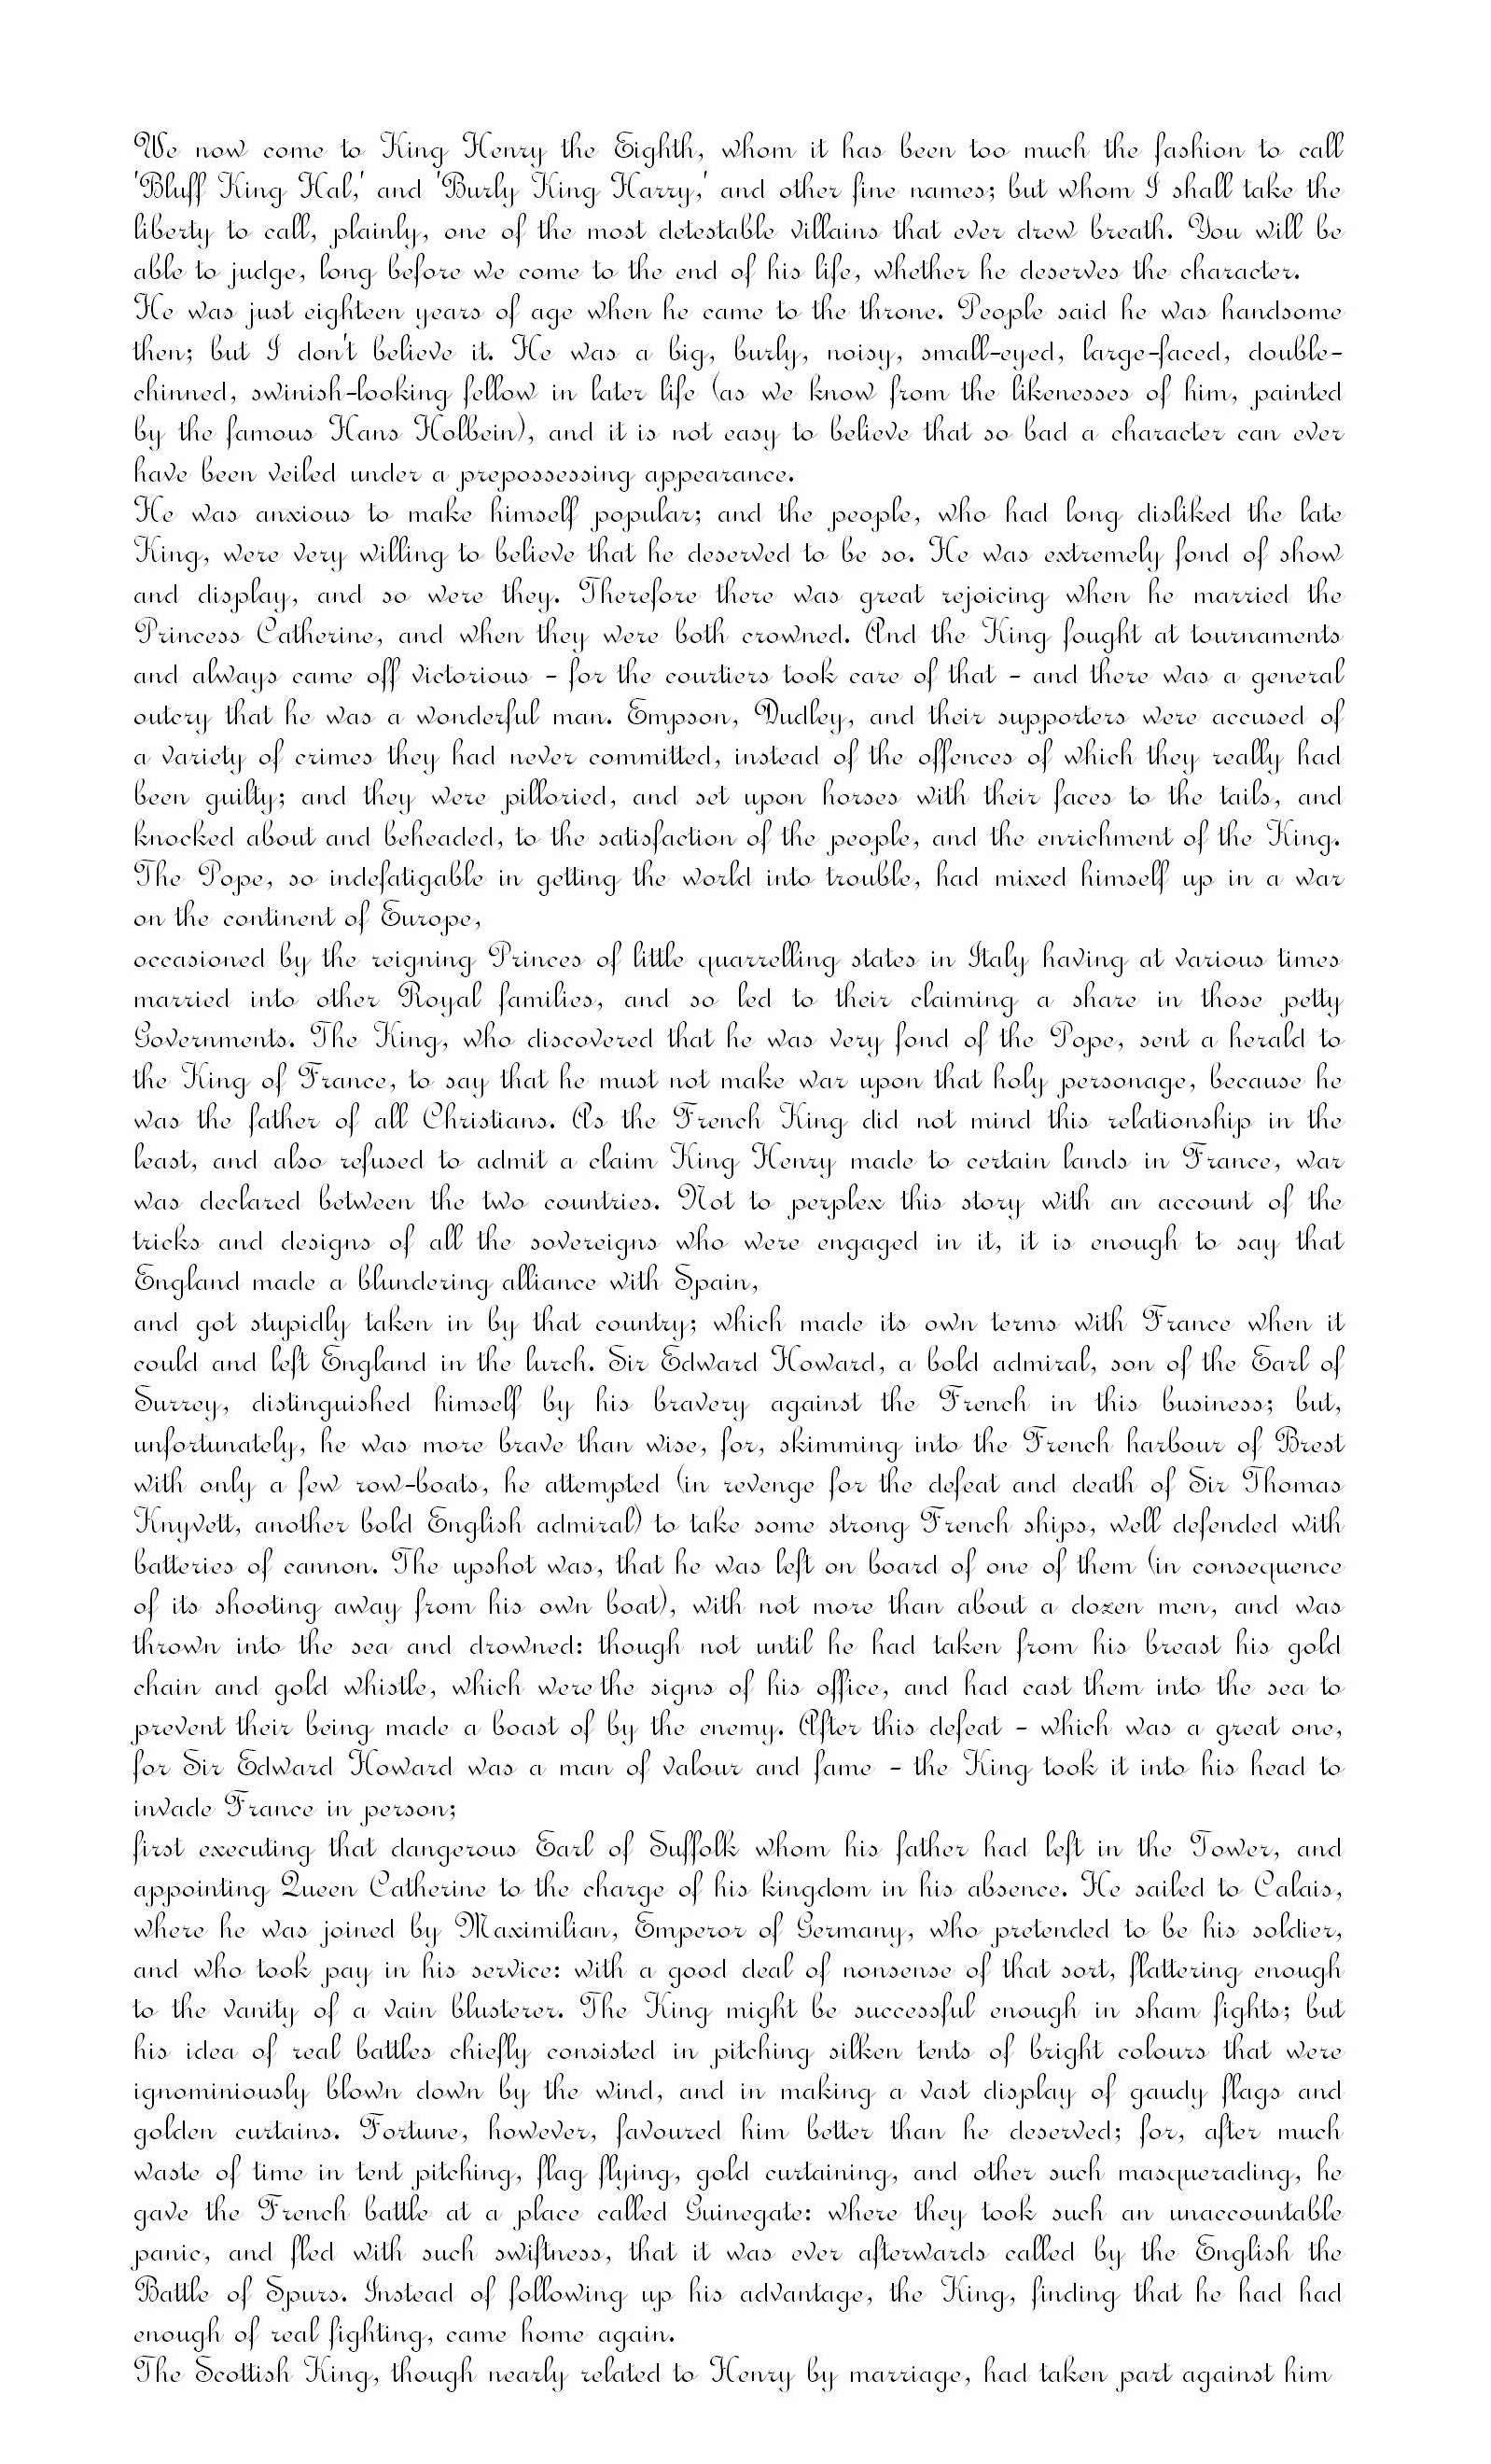 We now come to King Henry the Eighth, whom it has been too much the fashion to call
'Bluff King Hal,' and 'Burly King Harry,' and other fine names; but whom I shall take the
liberty to call, plainly, one of the most detestable villains that ever drew breath. You will be
able to judge, long before we come to the end of his life, whether he deserves the character.
He was just eighteen years of age when he came to the throne. People said he was handsome
then; but I don't believe it. He was a big, burly, noisy, small-eyed, large-faced, double-
chinned, swinish-looking fellow in later life (as we know from the likenesses of him, painted
by the famous Hans Holbein), and it is not easy to believe that so bad a character can ever
have been veiled under a prepossessing appearance.
He was anxious to make himself popular; and the people, who had long disliked the late
King, were very willing to believe that he deserved to be so. He was extremely fond of show
and display, and so were they. Therefore there was great rejoicing when he married the
Princess Catherine, and when they were both crowned. And the King fought at tournaments
and always came off victorious - for the courtiers took care of that - and there was a general
outcry that he was a wonderful man. Empson, Dudley, and their supporters were accused of
a variety of crimes they had never committed, instead of the offences of which they really had
been guilty; and they were pilloried, and set upon horses with their faces to the tails, and
knocked about and beheaded, to the satisfaction of the people, and the enrichment of the King.
The Pope, so indefatigable in getting the world into trouble, had mixed himself up in a war
on the continent of Europe,
occasioned by the reigning Princes of little quarrelling states in Italy having at various times
married into other Royal families, and so led to their claiming a share in those petty
Governments. The King, who discovered that he was very fond of the Pope, sent a herald to
the King of France, to say that he must not make war upon that holy personage, because he
was the father of all Christians. As the French King did not mind this relationship in the
least, and also refused to admit a claim King Henry made to certain lands in France, war
was declared between the two countries. Not to perplex this story with an account of the
tricks and designs of all the sovereigns who were engaged in it, it is enough to say that
England made a blundering alliance with Spain,
and got stupidly taken in by that country; which made its own terms with France when it
could and left England in the lurch. Sir Edward Howard, a bold admiral, son of the Earl of
Surrey, distinguished himself by his bravery against the French in this business; but,
unfortunately, he was more brave than wise, for, skimming into the French harbour of Brest
with only a few row-boats, he attempted (in revenge for the defeat and death of Sir Thomas
Knyvett, another bold English admiral) to take some strong French ships, well defended with
batteries of cannon. The upshot was, that he was left on board of one of them (in consequence
of its shooting away from his own boat), with not more than about a dozen men, and was
thrown into the sea and drowned: though not until he had taken from his breast his gold
chain and gold whistle, which were the signs of his office, and had cast them into the sea to
prevent their being made a boast of by the enemy. After this defeat - which was a great one,
for Sir Edward Howard was a man of valour and fame - the King took it into his head to
invade France in person;
first executing that dangerous Earl of Suffolk whom his father had left in the Tower, and
appointing Queen Catherine to the charge of his kingdom in his absence. He sailed to Calais,
where he was joined by Maximilian, Emperor of Germany, who pretended to be his soldier,
and who took pay in his service: with a good deal of nonsense of that sort, flattering enough
to the vanity of a vain blusterer. The King might be successful enough in sham fights; but
his idea of real battles chiefly consisted in pitching silken tents of bright colours that were
ignominiously blown down by the wind, and in making a vast display of gaudy flags and
golden curtains. Fortune, however, favoured him better than he deserved; for, after much
waste of time in tent pitching, flag flying, gold curtaining, and other such masquerading, he
gave the French battle at a place called Guinegate: where they took such an unaccountable
panic, and fled with such swiftness, that it was ever afterwards called by the English the
Battle of Spurs. Instead of following up his advantage, the King, finding that he had had
enough of real fighting, came home again.
The Scottish King, though nearly related to Henry by marriage, had taken part against him